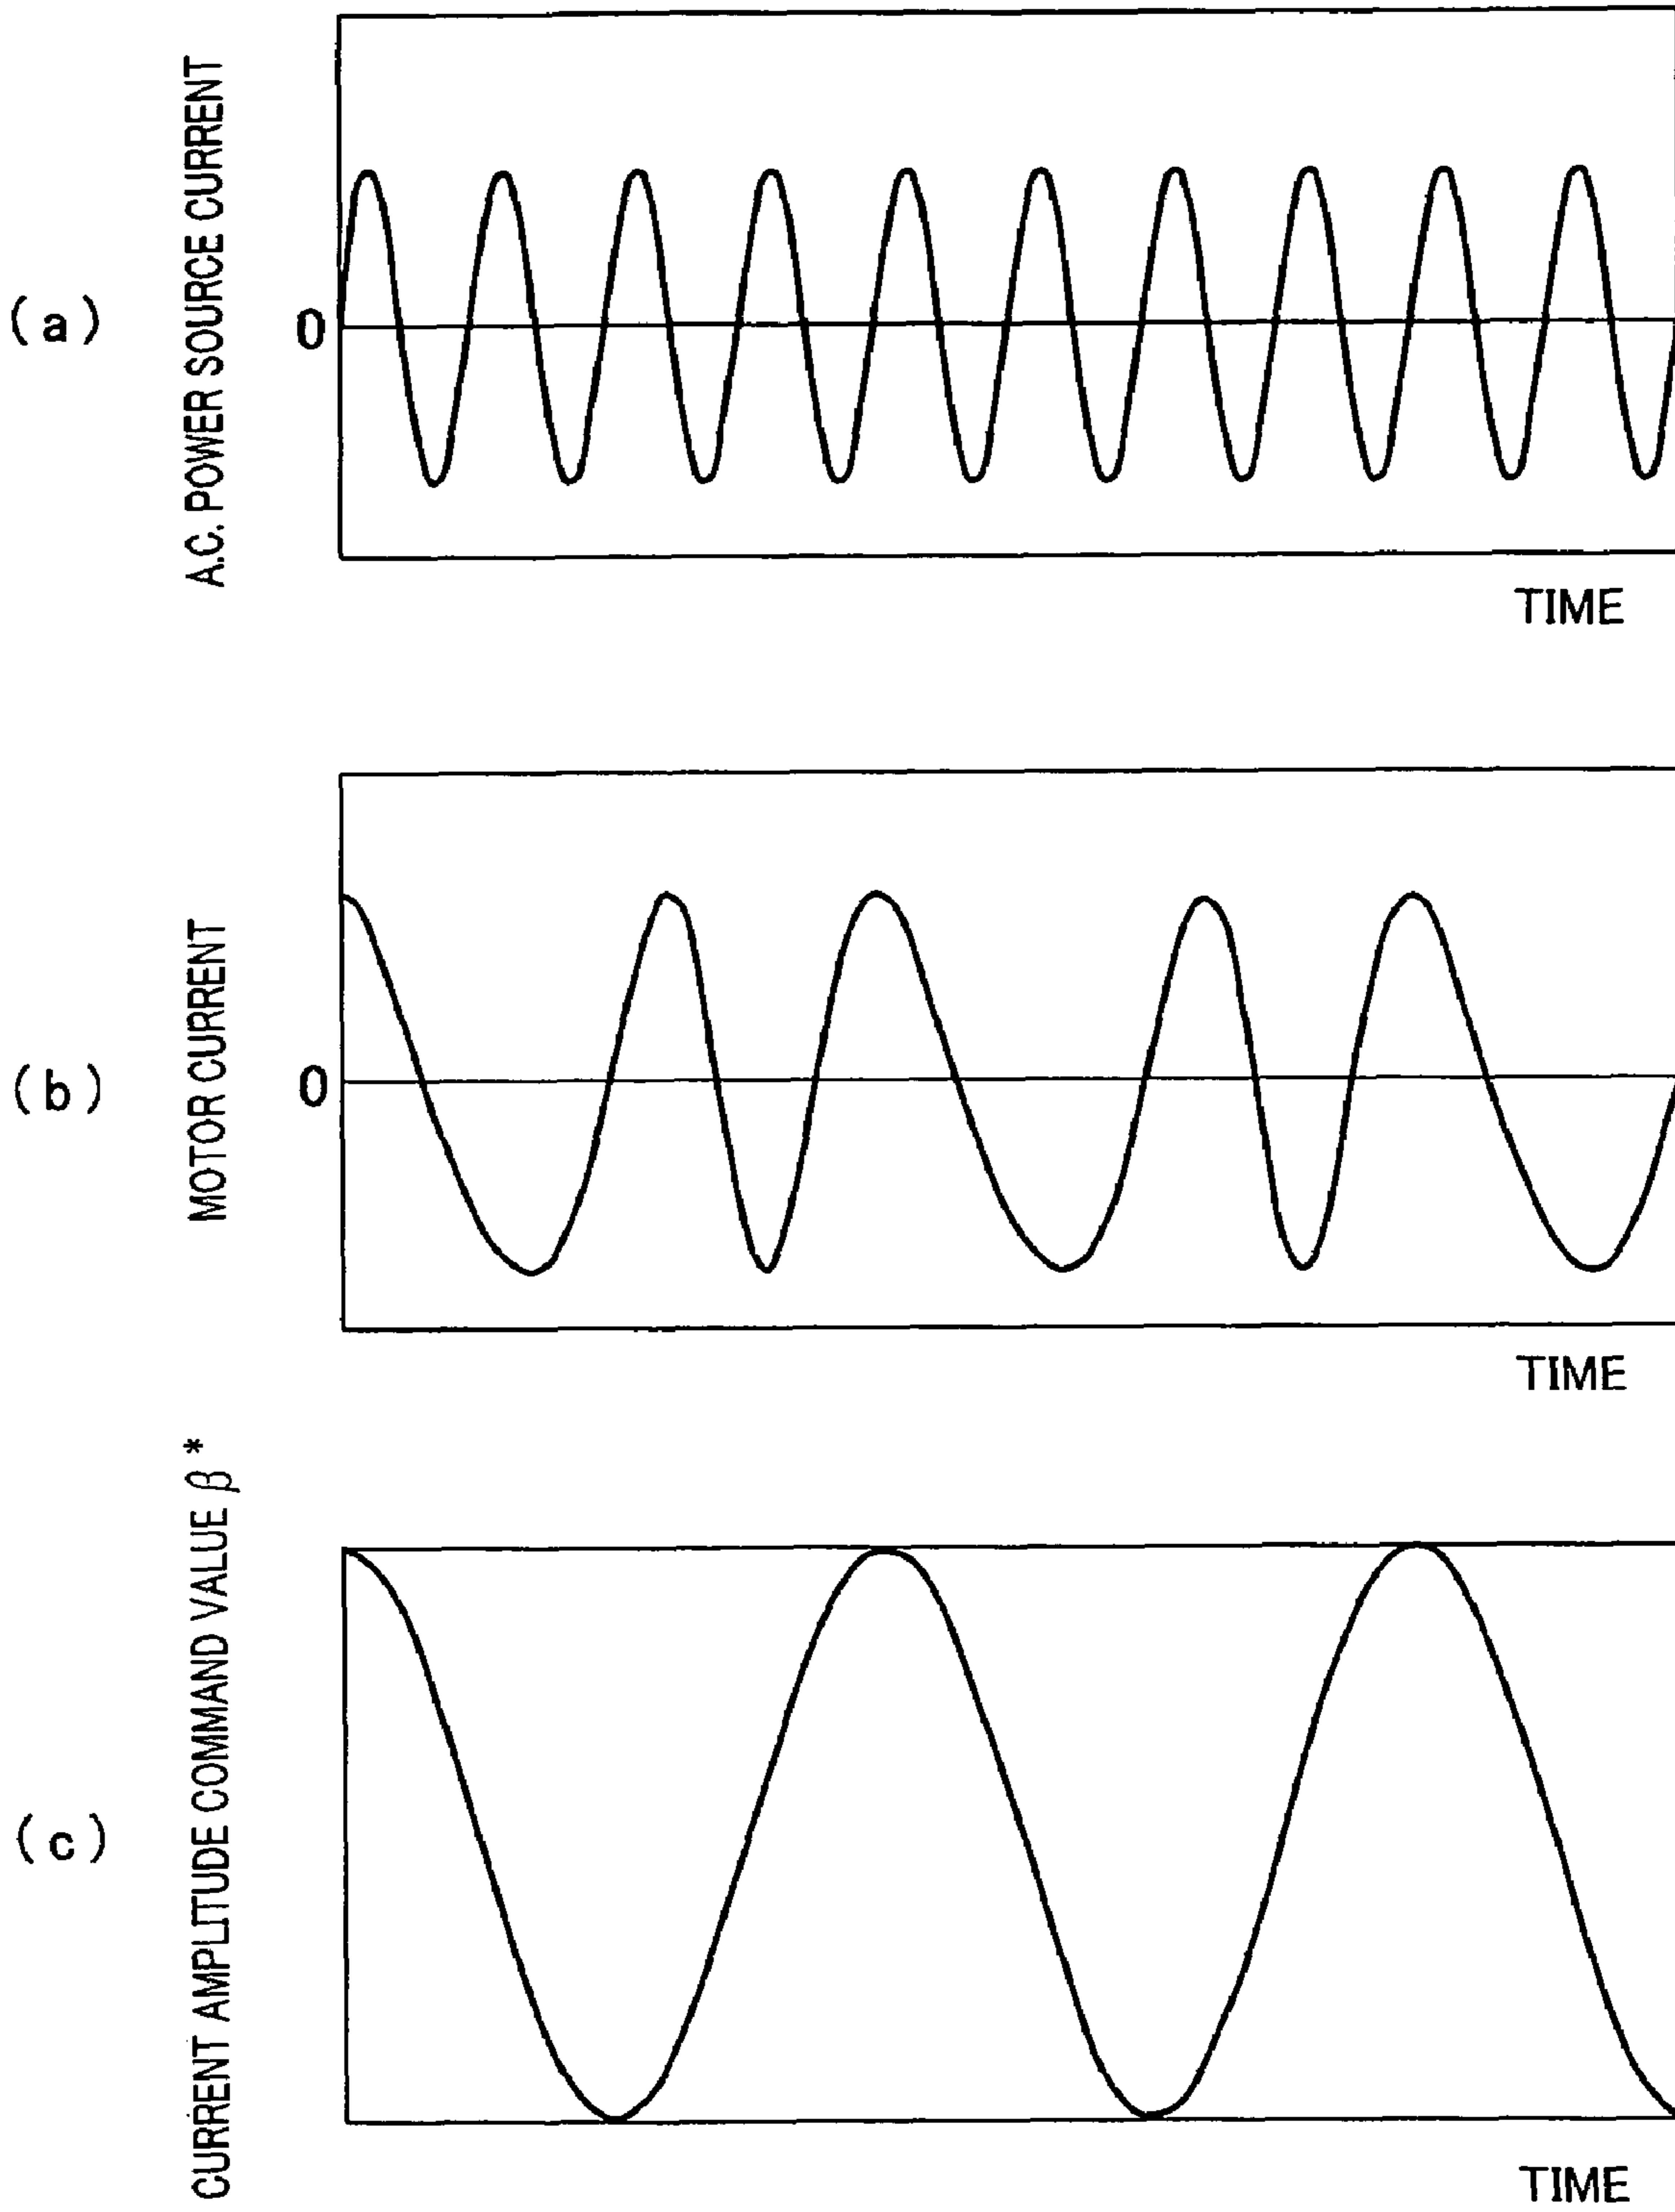 (a)
A.C. POWER SOURCE CURRENT
0
TIME
(b)
MOTOR CURRENT
0
TIME
(c)
CURRENT AMPLITUDE COMMAND VALUE β *
TIME